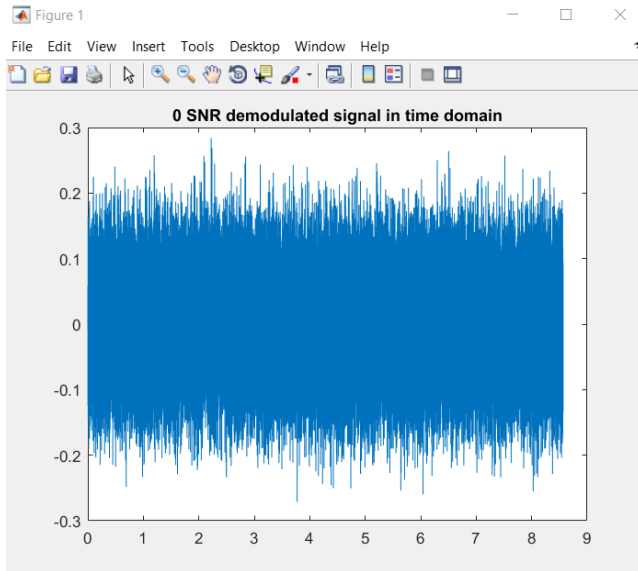 Figure 1
File Edit View Insert Tools Desktop Window Help
0 SNR demodulated signal in time domain
0.3
0.2
0.1
0
-0.1
-0.2
-0.3
0 1 2 3 4 5 6 7 8 9